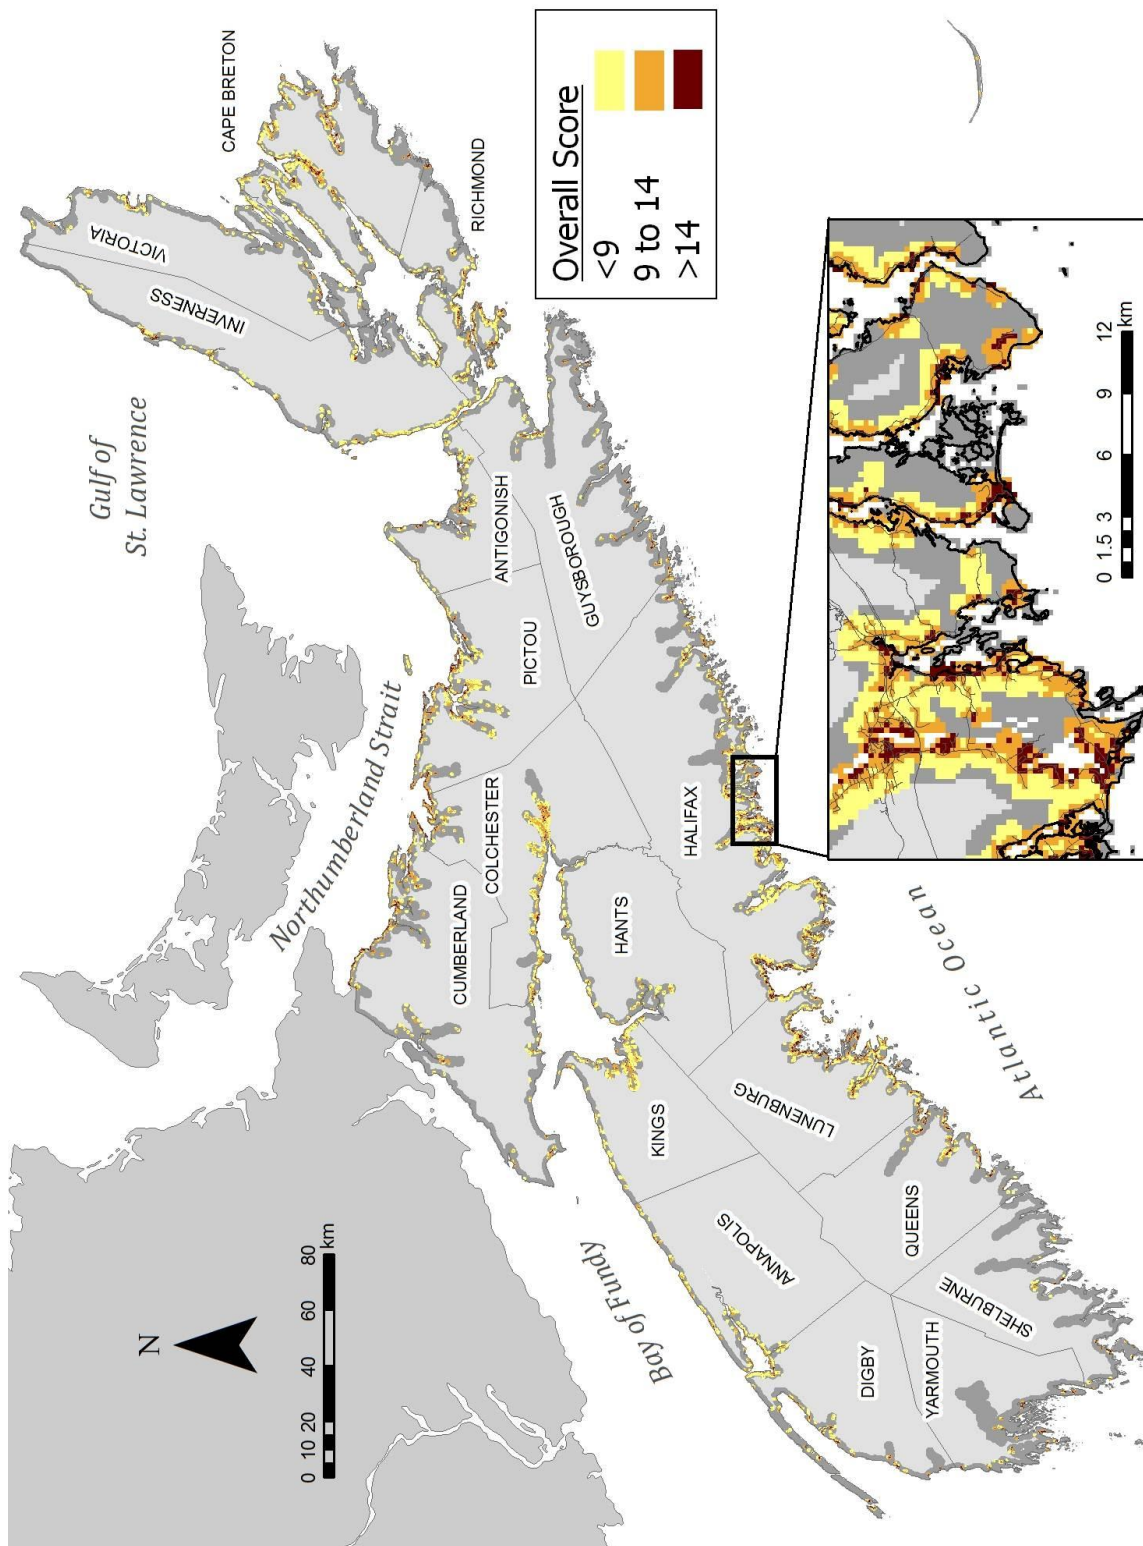 Gulf of
St. Lawrence
CAPE BRETON
VICTORIA
INVERNESS
RICHMOND
Northumberland Strait
ANTIGONISH
GUYSBOROUGH
PICTOU
COLCHESTER
CUMBERLAND
HANTS
HALIFAX
KINGS
LUNENBURG
ANNAPOLIS
QUEENS
DIGBY
SHELBURNE
YARMOUTH
Bay of Fundy
Atlantic Ocean
N
0 10 20 40 60 80
km
Overall Score
<9
9 to 14
>14
0 1.5 3 6 9 12
km